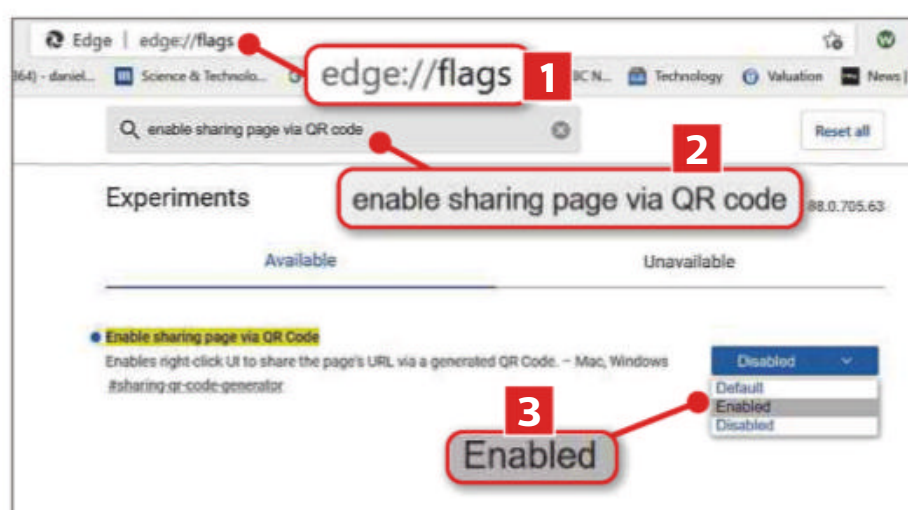 Edge | edge://flags
edge://flags 1
364) - daniel... Science & Technolo... BC N... Technology Valuation News |
enable sharing page via QR code Reset all
2
enable sharing page via QR code
Experiments 88.0.705.63
Available Unavailable
Enable sharing page via QR Code
Enables right-click UI to share the page's URL via a generated QR Code. – Mac, Windows
#sharing-qr-code-generator
Disabled
Default
Enabled
Disabled
3
Enabled